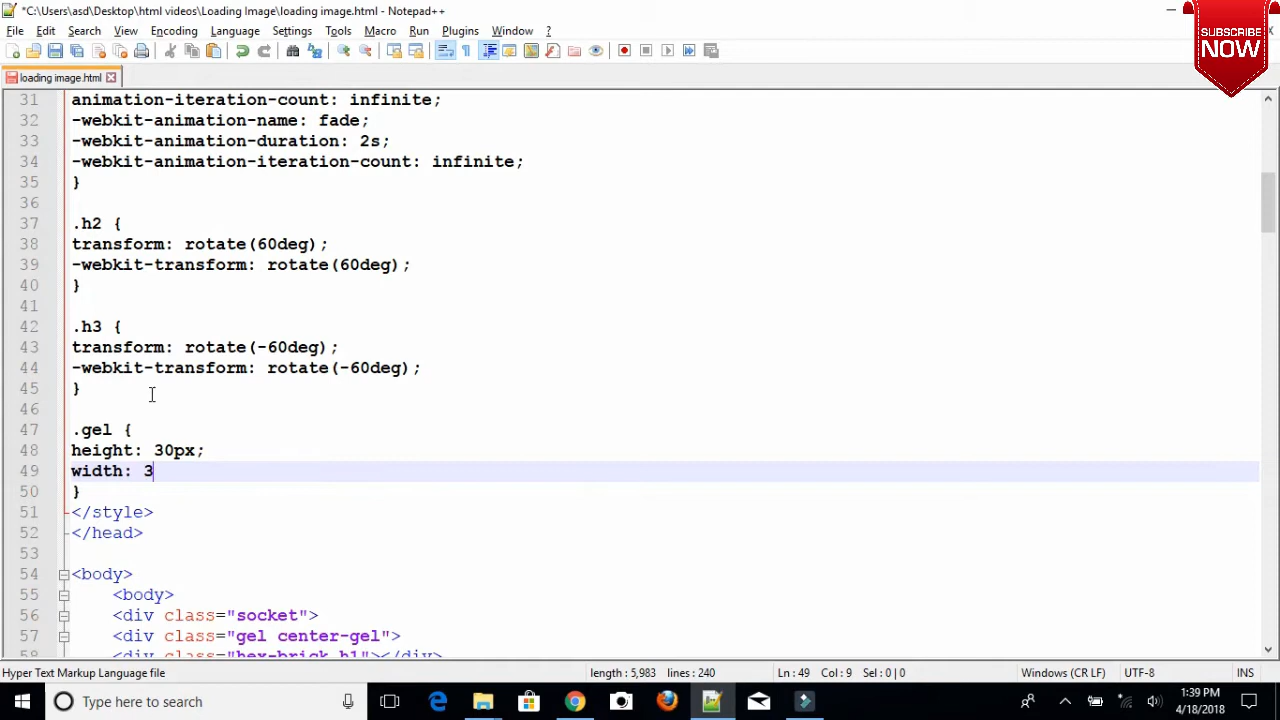 *C:\Users\asd\Desktop\html videos\Loading Image\loading image.html - Notepad++
SUBSCRIBE
NOW
File Edit Search View Encoding Language Settings Tools Macro Run Plugins Window ?
loading image.html
31 animation-iteration-count: infinite;
32 -webkit-animation-name: fade;
33 -webkit-animation-duration: 2s;
34 -webkit-animation-iteration-count: infinite;
35 }
36
37 .h2 {
38 transform: rotate(60deg);
39 -webkit-transform: rotate(60deg);
40 }
41
42 .h3 {
43 transform: rotate(-60deg);
44 -webkit-transform: rotate(-60deg);
45 }
46
47 .gel {
48 height: 30px;
49 width: 3
50 }
51 </style>
52 </head>
53
54 <body>
55 <body>
56 <div class="socket">
57 <div class="gel center-gel">
58 <div class="hex-brick h1"></div>
Hyper Text Markup Language file length : 5,983 lines : 240 Ln : 49 Col : 9 Sel : 0 | 0 Windows (CR LF) UTF-8 INS
Type here to search
1:39 PM
4/18/2018